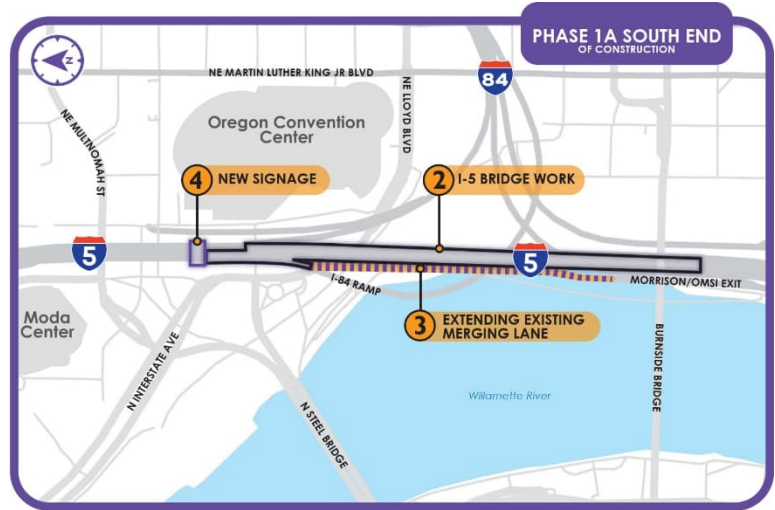 PHASE 1A SOUTH END
OF CONSTRUCTION
Z
NE MARTIN LUTHER KING JR BLVD
84
NE MULTNOMAH ST
Oregon Convention
Center
NE LLOYD BLVD
4 NEW SIGNAGE
2 I-5 BRIDGE WORK
5
5
I-84 RAMP
MORRISON/OMSI EXIT
Moda
Center
3 EXTENDING EXISTING
MERGING LANE
N INTERSTATE AVE
N STEEL BRIDGE
Willamette River
BURNSIDE BRIDGE